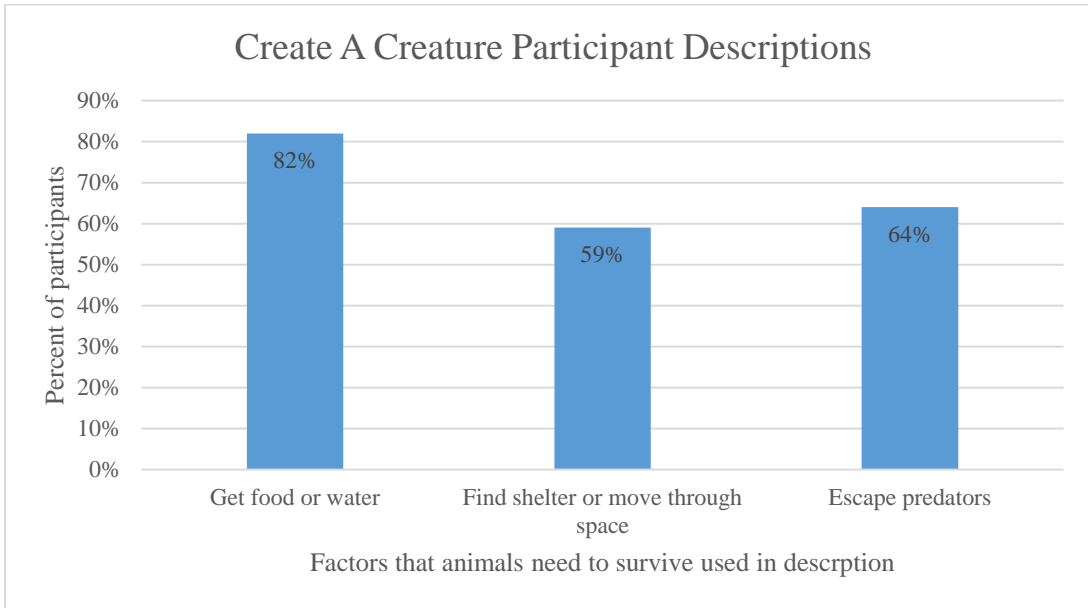 Create A Creature Participant Descriptions
90%
80%
70%
60%
50%
40%
30%
20%
10%
0%
Percent of participants
82%
59%
64%
Get food or water
Find shelter or move through
space
Escape predators
Factors that animals need to survive used in descrption